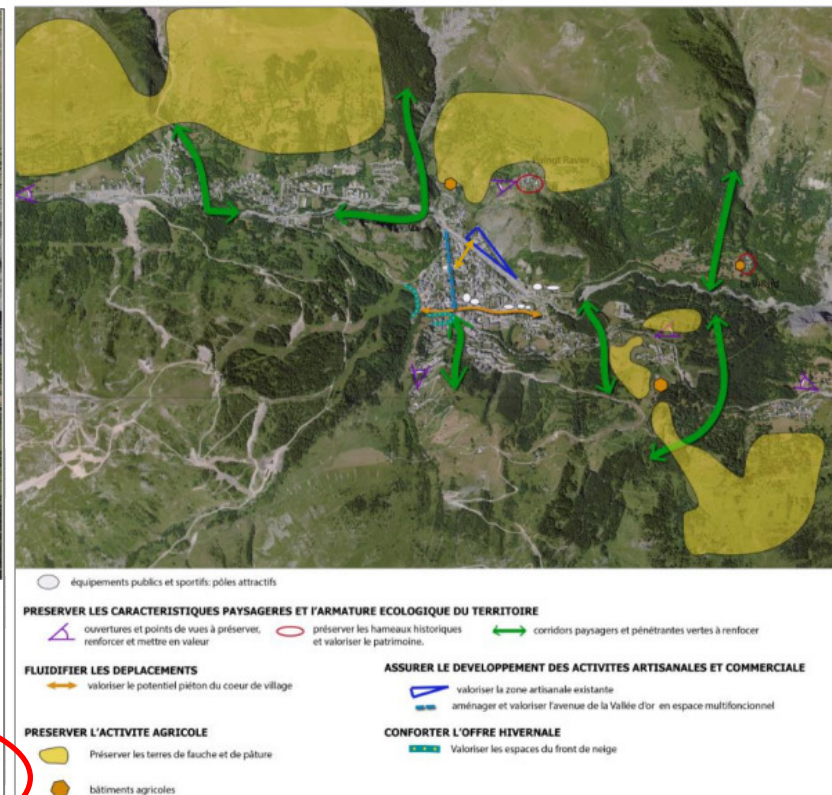 équipements publics et sportifs: pôles attractifs
PRESERVER LES CARACTERISTIQUES PAYSAGERES ET l'ARMATURE ECOLOGIQUE DU TERRITOIRE
ouvertures et points de vues à préserver,
renforcer et mettre en valeur
préserver les hameaux historiques
et valoriser le patrimoine.
corridors paysagers et pénétrantes vertes à renfocer
FLUIDIFIER LES DEPLACEMENTS
valoriser le potentiel piéton du coeur de village
ASSURER LE DEVELOPPEMENT DES ACTIVITES ARTISANALES ET COMMERCIALE
valoriser la zone artisanale existante
aménager et valoriser l'avenue de la Vallée d'or en espace multifoncionnel
PRESERVER L'ACTIVITE AGRICOLE
Préserver les terres de fauche et de pâture
bâtiments agricoles
CONFORTER L'OFFRE HIVERNALE
Valoriser les espaces du front de neige